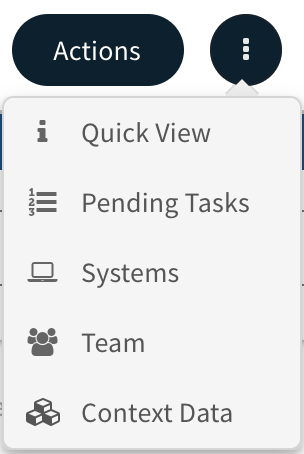 Actions
Quick View
Pending Tasks
Systems
Team
Context Data